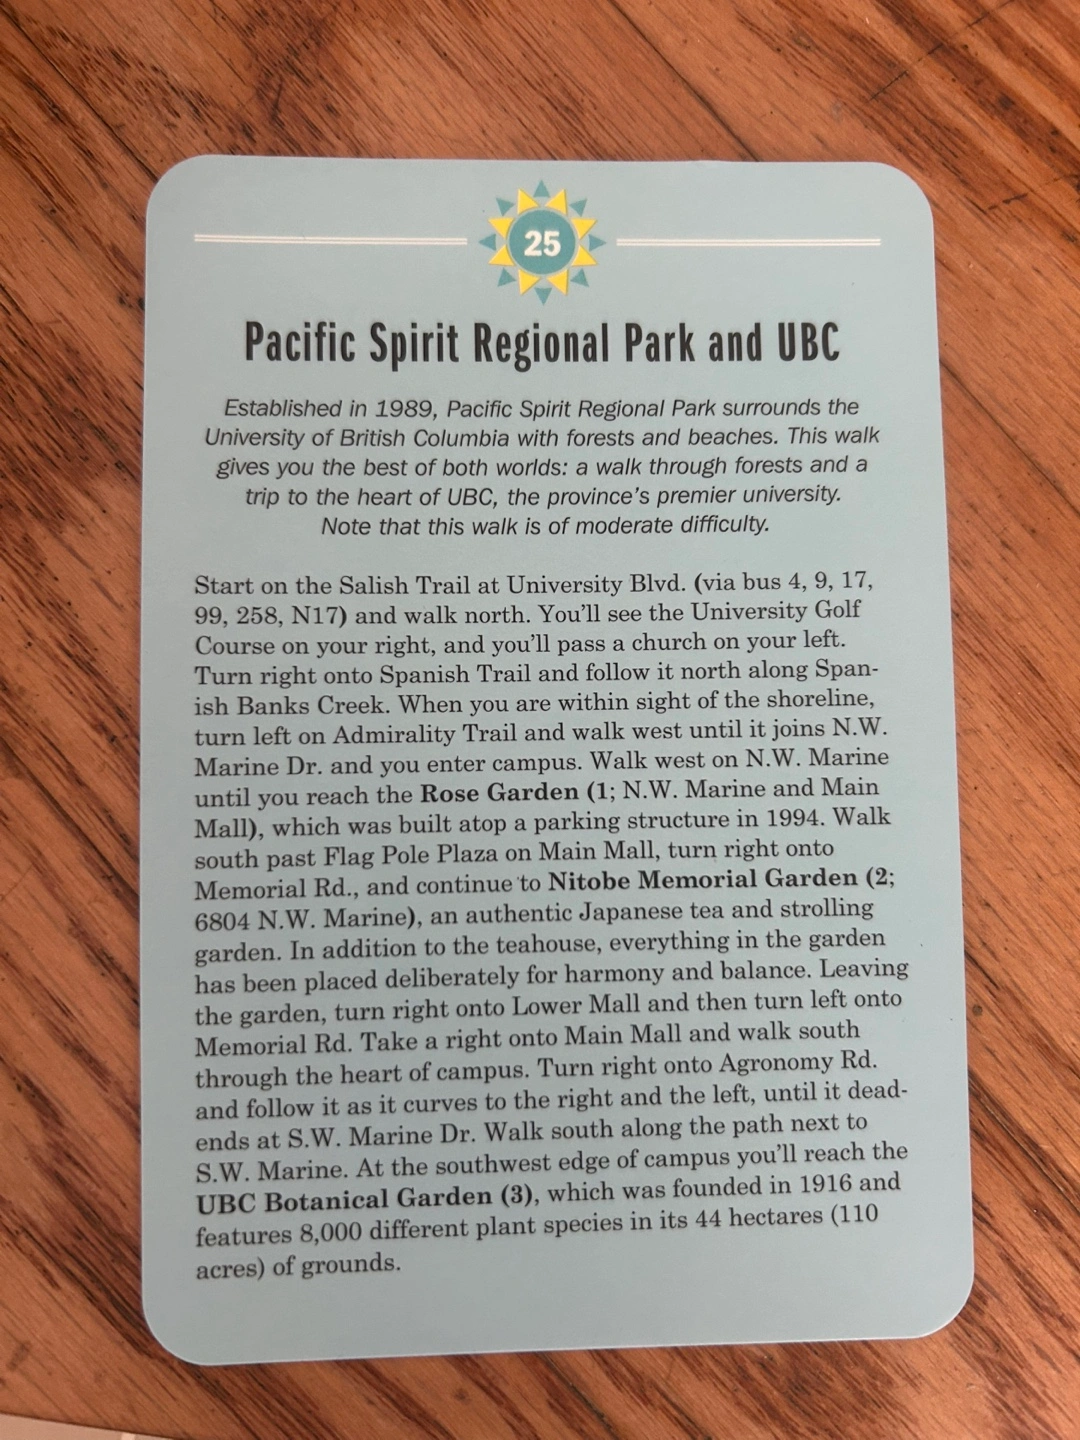 25
Pacific Spirit Regional Park and UBC
Established in 1989, Pacific Spirit Regional Park surrounds the
University of British Columbia with forests and beaches. This walk
gives you the best of both worlds: a walk through forests and a
trip to the heart of UBC, the province's premier university.
Note that this walk is of moderate difficulty.
Start on the Salish Trail at University Blvd. (via bus 4, 9, 17,
99, 258, N17) and walk north. You'll see the University Golf
Course on your right, and you'll pass a church on your left.
Turn right onto Spanish Trail and follow it north along Span-
ish Banks Creek. When you are within sight of the shoreline,
turn left on Admirality Trail and walk west until it joins N.W.
Marine Dr. and you enter campus. Walk west on N.W. Marine
until you reach the Rose Garden (1; N.W. Marine and Main
Mall), which was built atop a parking structure in 1994. Walk
south past Flag Pole Plaza on Main Mall, turn right onto
Memorial Rd., and continue to Nitobe Memorial Garden (2;
6804 N.W. Marine), an authentic Japanese tea and strolling
garden. In addition to the teahouse, everything in the garden
has been placed deliberately for harmony and balance. Leaving
the garden, turn right onto Lower Mall and then turn left onto
Memorial Rd. Take a right onto Main Mall and walk south
through the heart of campus. Turn right onto Agronomy Rd.
and follow it as it curves to the right and the left, until it dead-
ends at S.W. Marine Dr. Walk south along the path next to
S.W. Marine. At the southwest edge of campus you'll reach the
UBC Botanical Garden (3), which was founded in 1916 and
features 8,000 different plant species in its 44 hectares (110
acres) of grounds.